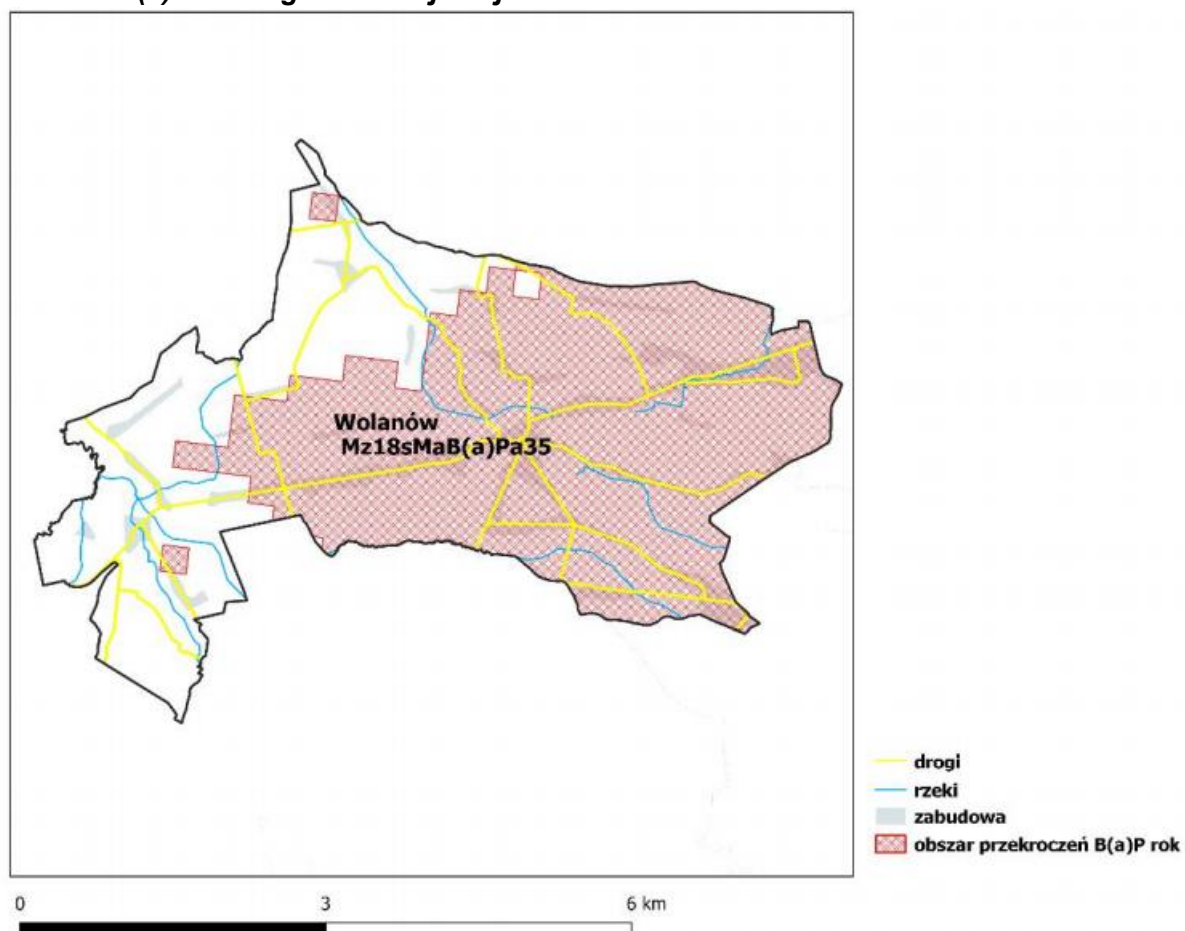 Wolanów
Mz18sMaB(a)Pa35
drogi
rzeki
zabudowa
obszar przekroczeń B(a)P rok
0 3 6 km